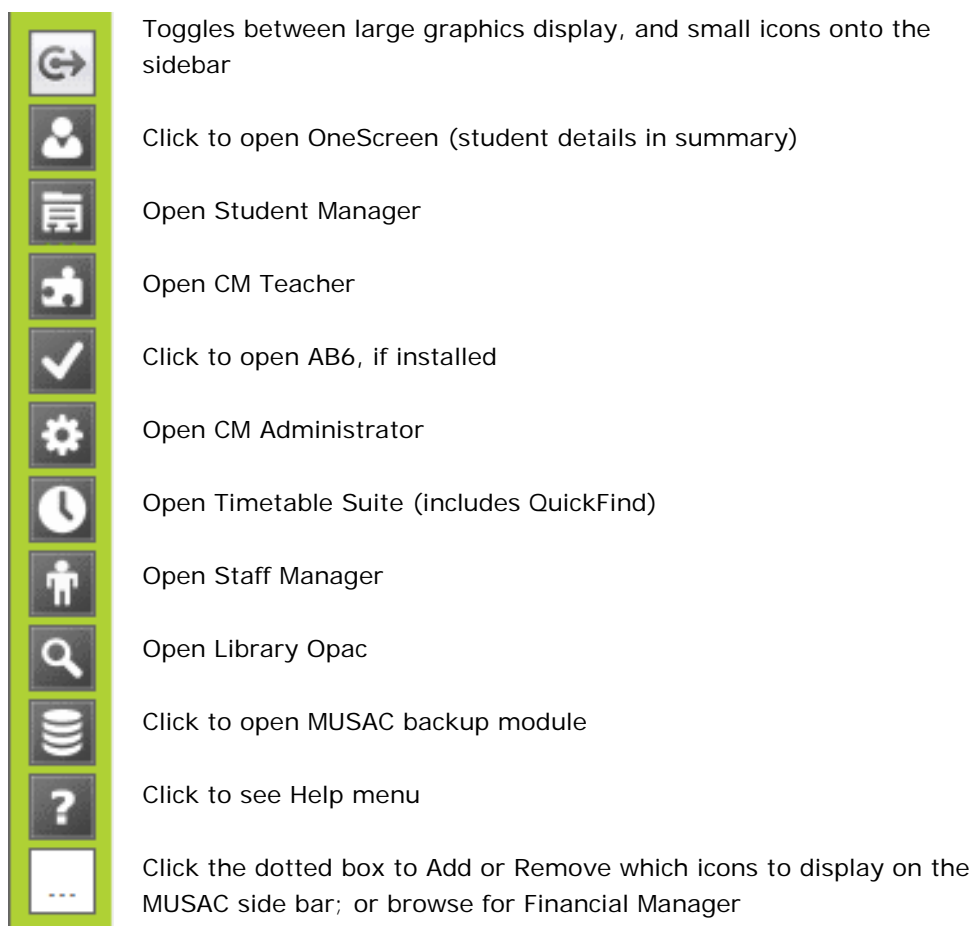 Toggles between large graphics display, and small icons onto the
sidebar
Click to open OneScreen (student details in summary)
Open Student Manager
Open CM Teacher
Click to open AB6, if installed
Open CM Administrator
Open Timetable Suite (includes QuickFind)
Open Staff Manager
Open Library Opac
Click to open MUSAC backup module
?
Click to see Help menu
...
Click the dotted box to Add or Remove which icons to display on the
MUSAC side bar; or browse for Financial Manager